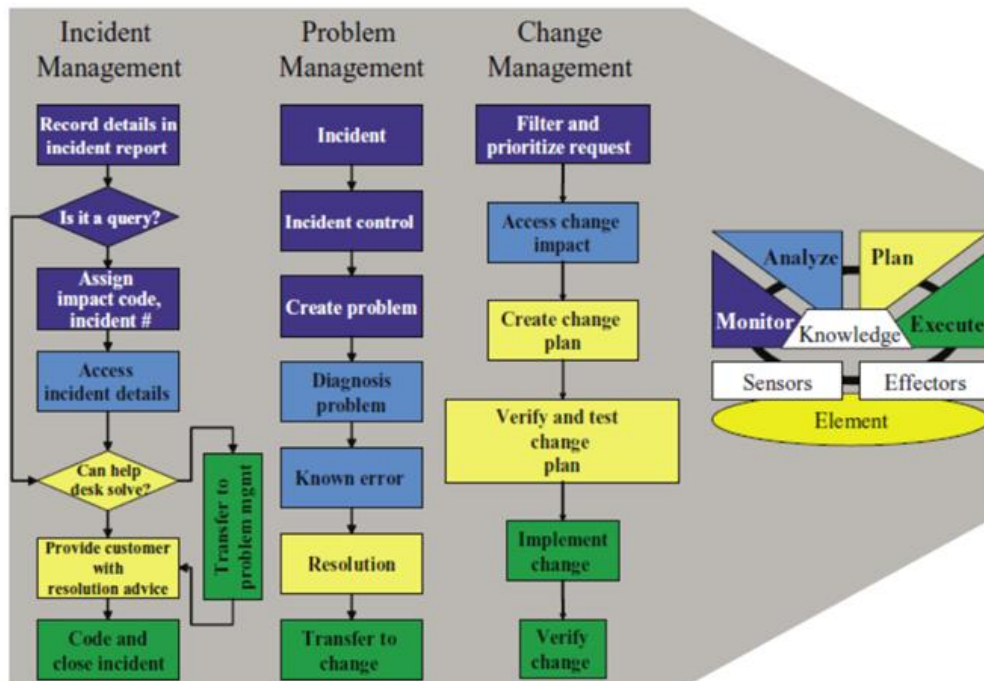 Incident
Management
Record details in
incident report
Is it a query?
Assign
impact code,
incident #
Access
incident details
Can help
desk solve?
Transfer to
problem mgmt
Provide customer
with
resolution advice
Code and
close incident
Problem
Management
Incident
Incident control
Create problem
Diagnosis
problem
Known error
Resolution
Transfer to
change
Change
Management
Filter and
prioritize request
Access change
impact
Create change
plan
Verify and test
change
plan
Implement
change
Verify
change
Analyze
Plan
Monitor
Knowledge
Execute
Sensors
Effectors
Element